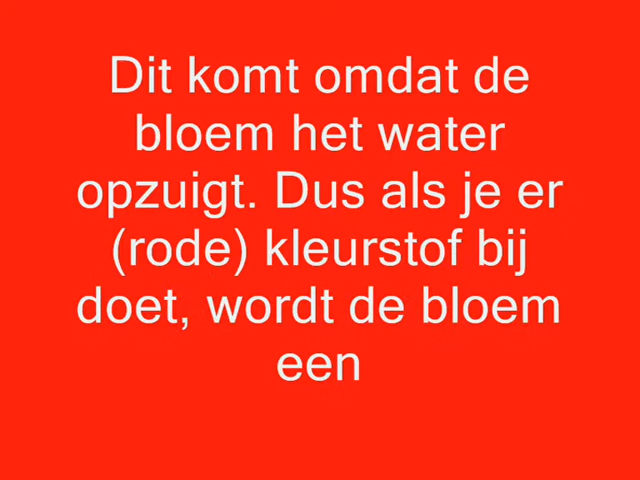 Dit komt omdat de
bloem het water
opzuigt. Dus als je er
(rode) kleurstof bij
doet, wordt de bloem
een